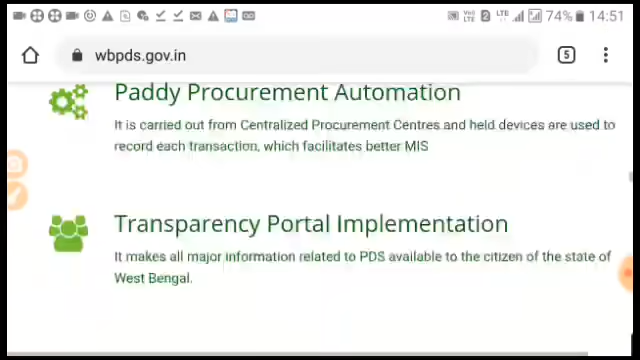 74% 14:51
wbpds.gov.in 5
Paddy Procurement Automation
It is carried out from Centralized Procurement Centres and held devices are used to
record each transaction, which facilitates better MIS
Transparency Portal Implementation
It makes all major information related to PDS available to the citizen of the state of
West Bengal.